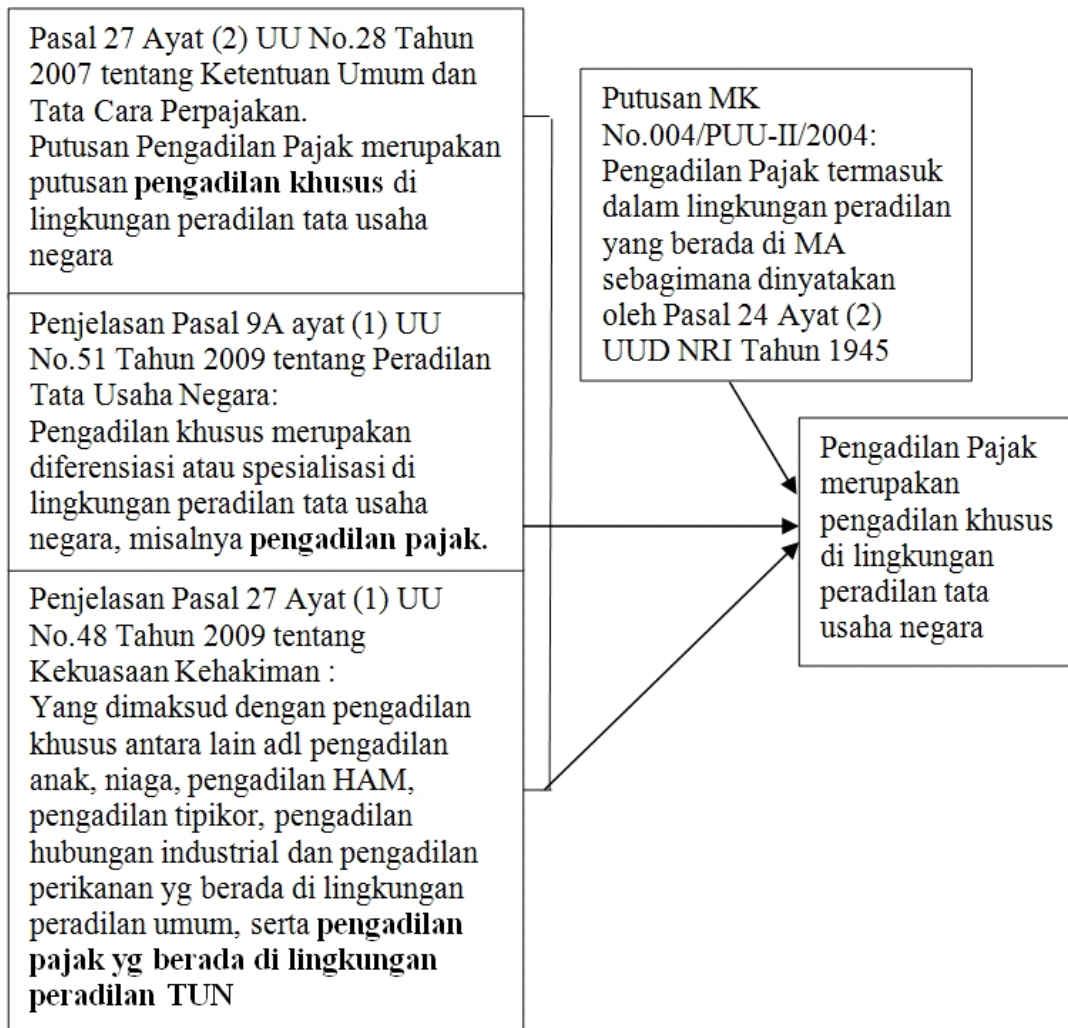 Pasal 27 Ayat (2) UU No.28 Tahun
2007 tentang Ketentuan Umum dan
Tata Cara Perpajakan.
Putusan Pengadilan Pajak merupakan
putusan pengadilan khusus di
lingkungan peradilan tata usaha
negara
Penjelasan Pasal 9A ayat (1) UU
No.51 Tahun 2009 tentang Peradilan
Tata Usaha Negara:
Pengadilan khusus merupakan
diferensiasi atau spesialisasi di
lingkungan peradilan tata usaha
negara, misalnya pengadilan pajak.
Penjelasan Pasal 27 Ayat (1) UU
No.48 Tahun 2009 tentang
Kekuasaan Kehakiman :
Yang dimaksud dengan pengadilan
khusus antara lain adl pengadilan
anak, niaga, pengadilan HAM,
pengadilan tipikor, pengadilan
hubungan industrial dan pengadilan
perikanan yg berada di lingkungan
peradilan umum, serta pengadilan
pajak yg berada di lingkungan
peradilan TUN
Putusan MK
No.004/PUU-II/2004:
Pengadilan Pajak termasuk
dalam lingkungan peradilan
yang berada di MA
sebagimana dinyatakan
oleh Pasal 24 Ayat (2)
UUD NRI Tahun 1945
Pengadilan Pajak
merupakan
pengadilan khusus
di lingkungan
peradilan tata
usaha negara